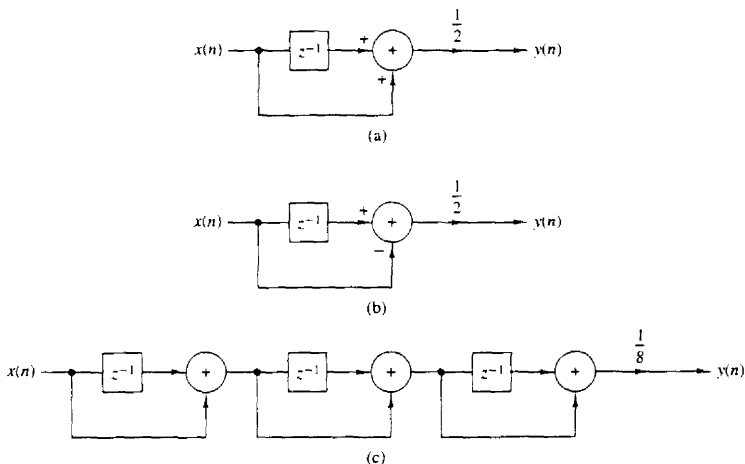 x(n) z⁻¹ + + + 1/2 y(n)
(a)
x(n) z⁻¹ + + − 1/2 y(n)
(b)
x(n) z⁻¹ + z⁻¹ + z⁻¹ + 1/8 y(n)
(c)